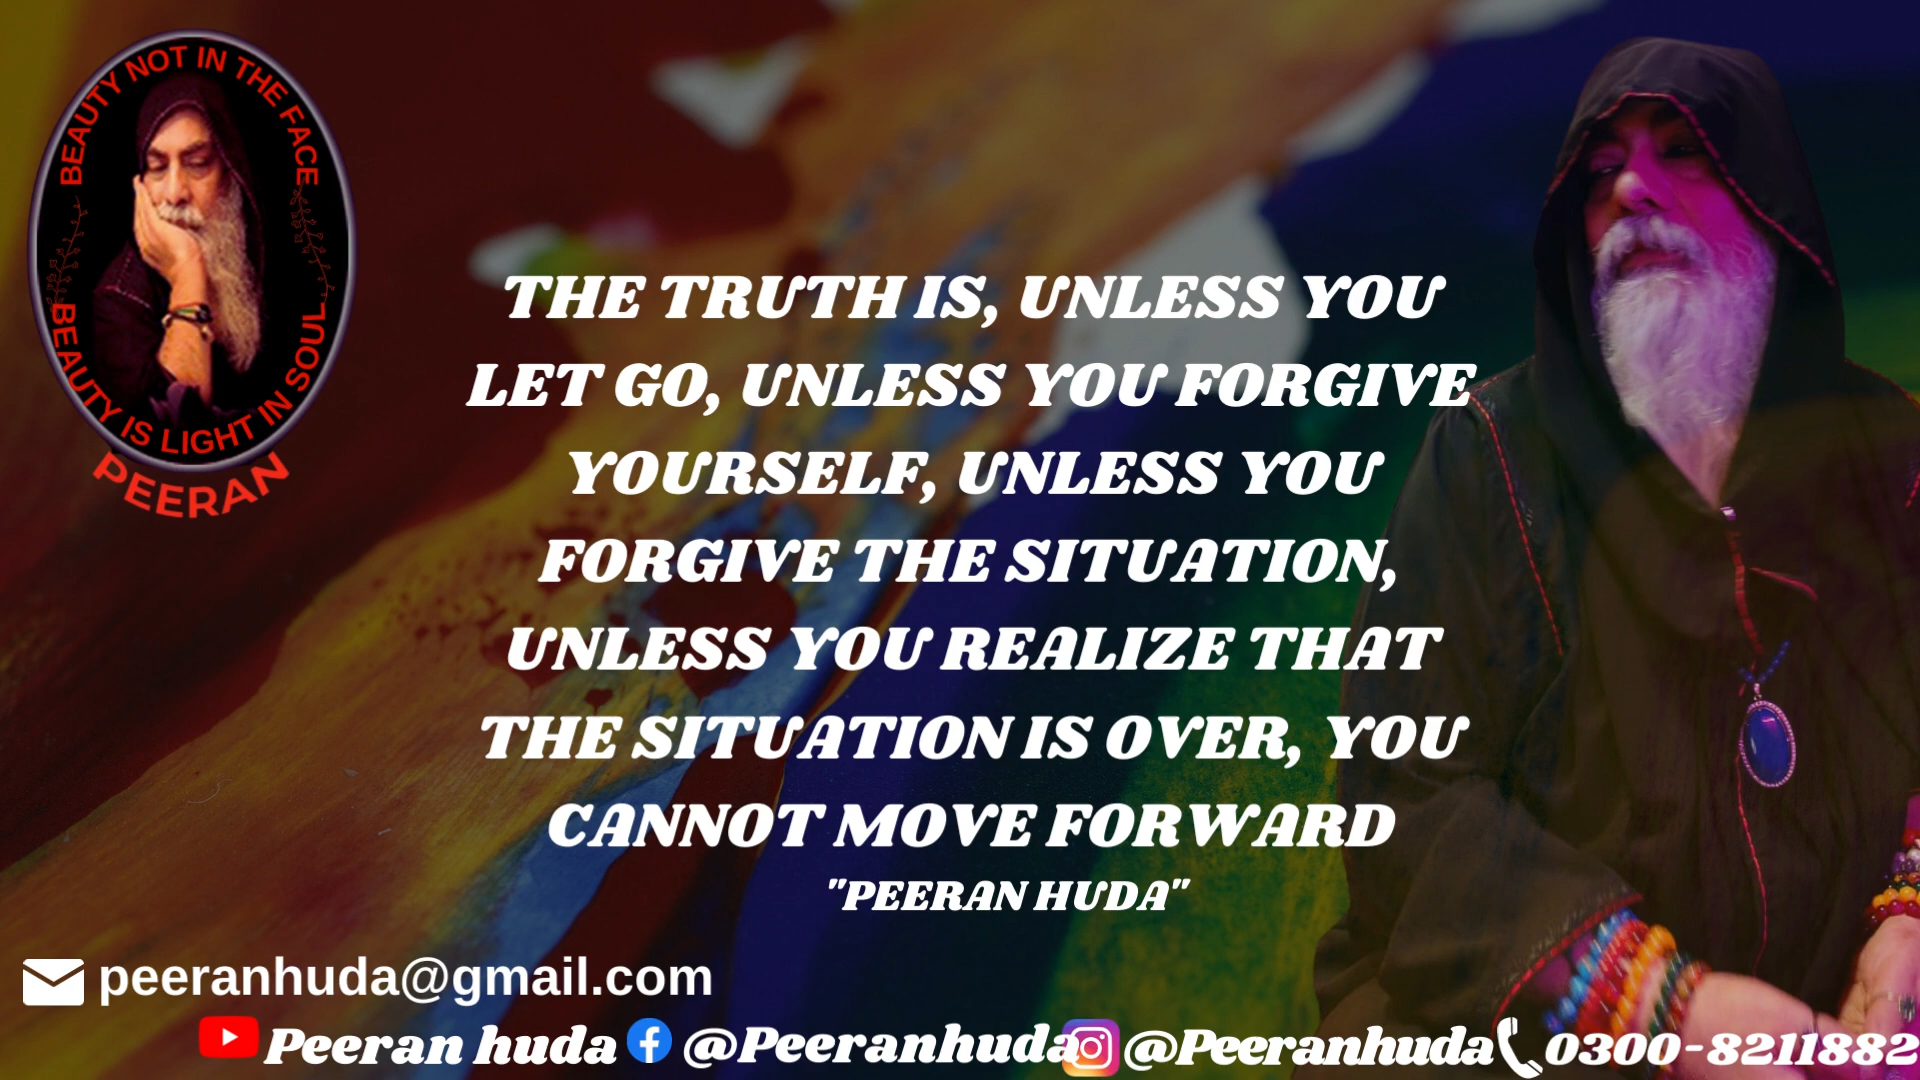 BEAUTY NOT IN THE FACE
BEAUTY IS LIGHT IN SOUL
PEERAN
THE TRUTH IS, UNLESS YOU
LET GO, UNLESS YOU FORGIVE
YOURSELF, UNLESS YOU
FORGIVE THE SITUATION,
UNLESS YOU REALIZE THAT
THE SITUATION IS OVER, YOU
CANNOT MOVE FORWARD
"PEERAN HUDA"
peeranhuda@gmail.com
Peeran huda @Peeranhuda @Peeranhuda 0300-8211882